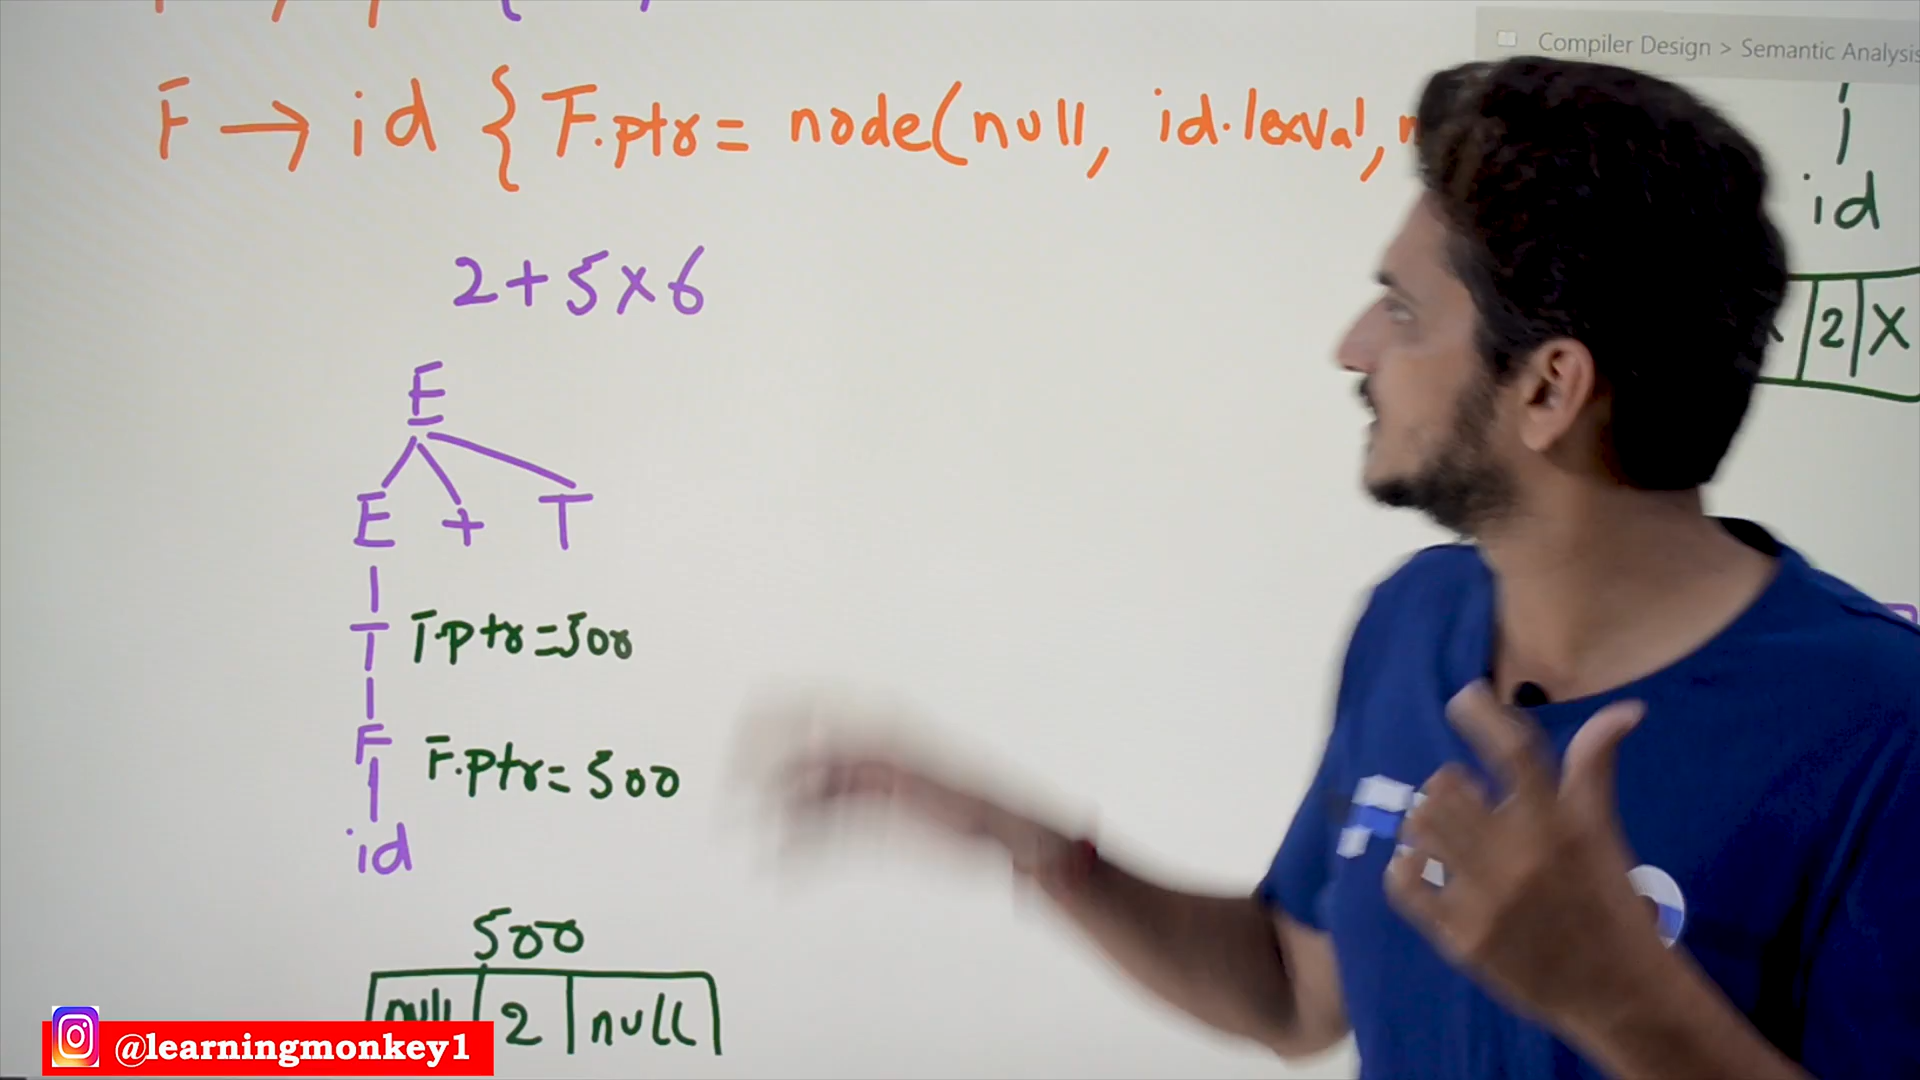 Compiler Design > Semantic Analysis
F → id { F.ptr = node(null, id.lexval, n
id
2 + 5 x 6
2 X
E
E + T
T T.ptr = 500
F F.ptr = 500
id
500
null 2 null
@learningmonkey1